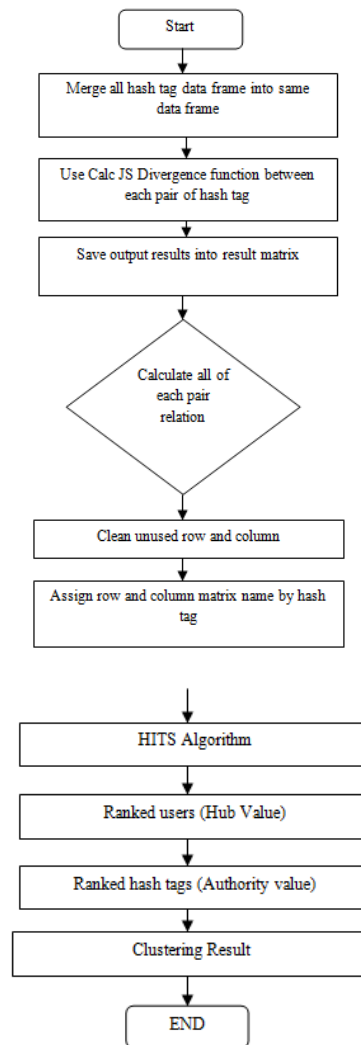 Start
Merge all hash tag data frame into same
data frame
Use Calc JS Divergence function between
each pair of hash tag
Save output results into result matrix
Calculate all of
each pair
relation
Clean unused row and column
Assign row and column matrix name by hash
tag
HITS Algorithm
Ranked users (Hub Value)
Ranked hash tags (Authority value)
Clustering Result
END